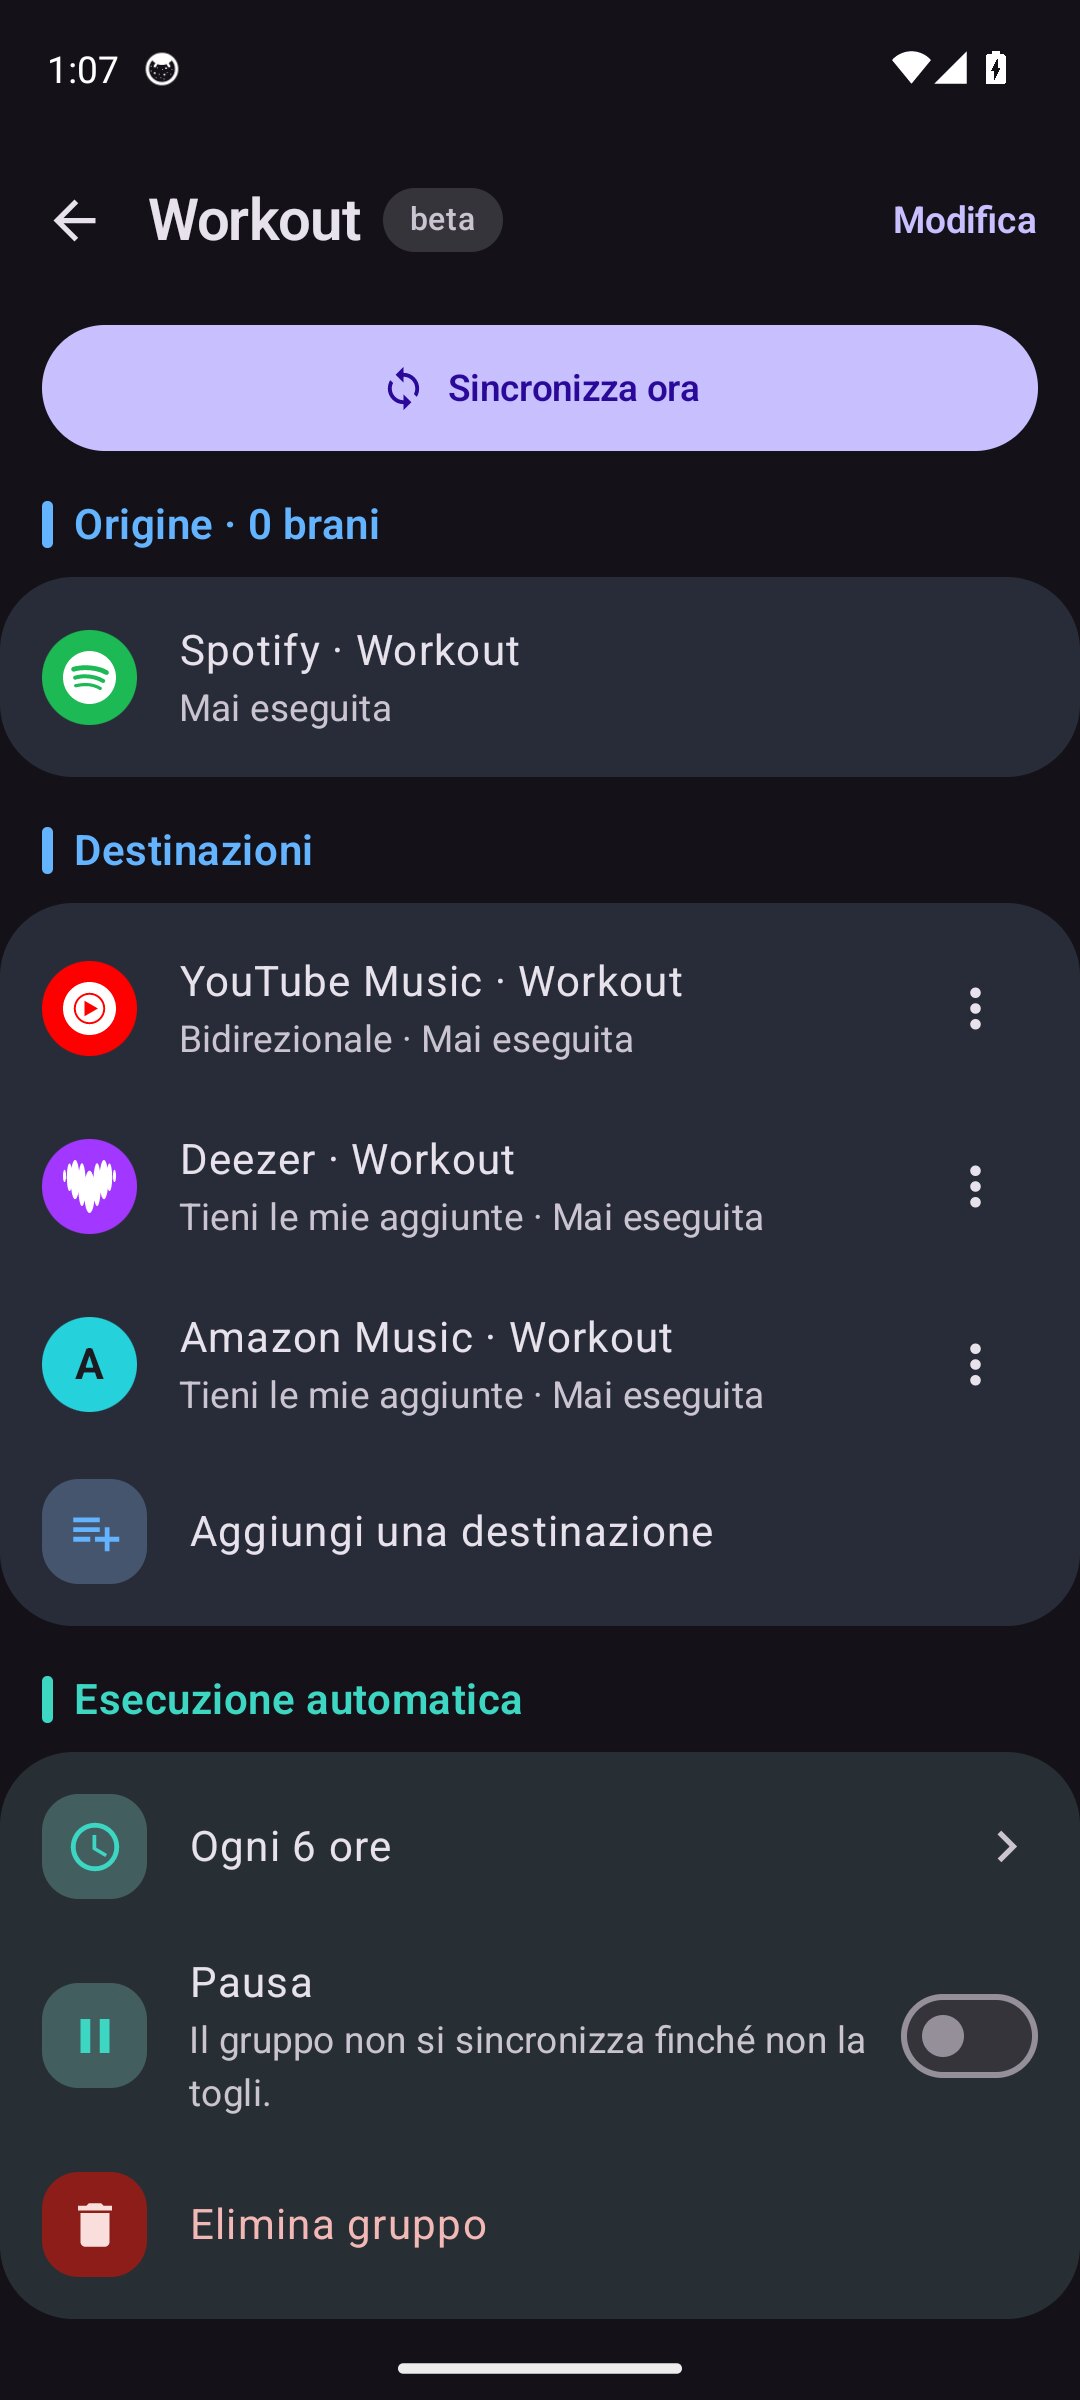 1:07
Workout
beta
Modifica
Sincronizza ora
Origine · 0 brani
Spotify · Workout
Mai eseguita
Destinazioni
YouTube Music · Workout
Bidirezionale · Mai eseguita
Deezer · Workout
Tieni le mie aggiunte · Mai eseguita
A
Amazon Music · Workout
Tieni le mie aggiunte · Mai eseguita
Aggiungi una destinazione
Esecuzione automatica
Ogni 6 ore
Pausa
Il gruppo non si sincronizza finché non la
togli.
Elimina gruppo